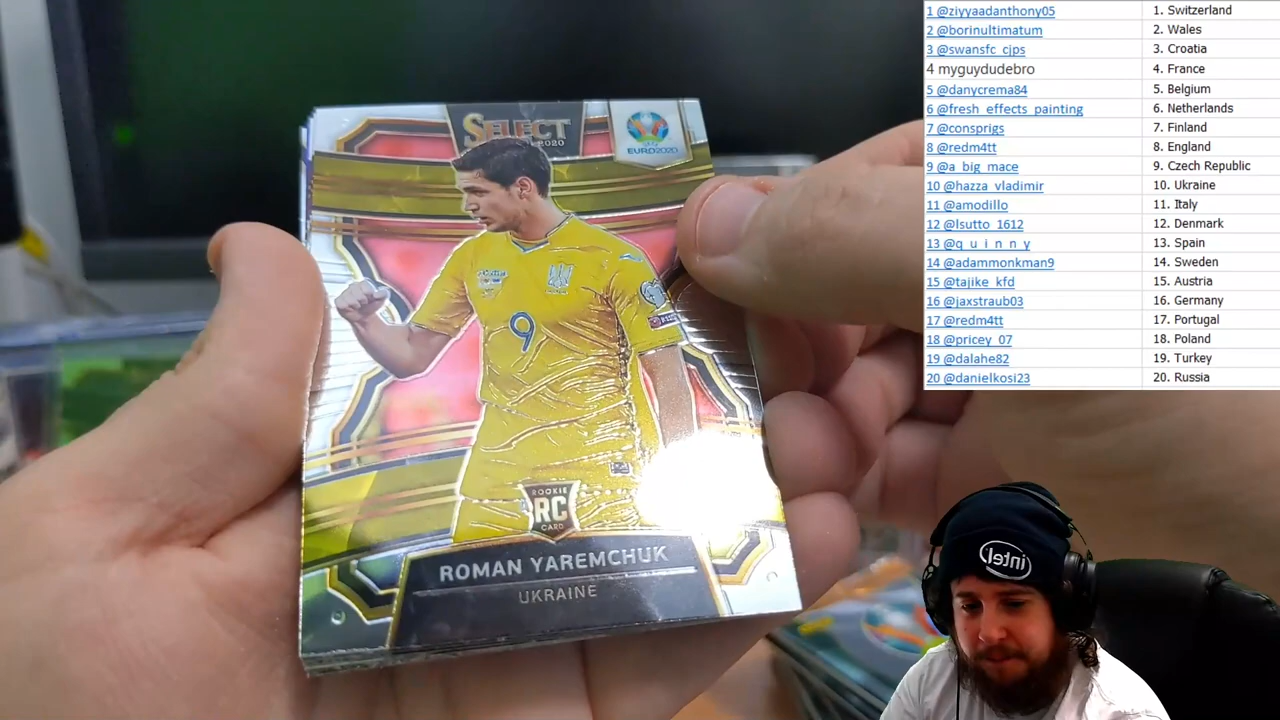 1 @ziyyaadanthony05 1. Switzerland
2 @borinultimatum 2. Wales
3 @swansfc_cjps 3. Croatia
4 myguydudebro 4. France
5 @danycrema84 5. Belgium
6 @fresh_effects_painting 6. Netherlands
7 @consprigs 7. Finland
8 @redm4tt 8. England
9 @a_big_mace 9. Czech Republic
10 @hazza_vladimir 10. Ukraine
11 @amodillo 11. Italy
12 @lsutto_1612 12. Denmark
13 @q_u_i_n_n_y 13. Spain
14 @adammonkman9 14. Sweden
15 @tajike_kfd 15. Austria
16 @jaxstraub03 16. Germany
17 @redm4tt 17. Portugal
18 @pricey_07 18. Poland
19 @dalahe82 19. Turkey
20 @danielkosi23 20. Russia
SELECT
2020
EURO2020
9
ROOKIE
RC
CARD
ROMAN YAREMCHUK
UKRAINE
intel